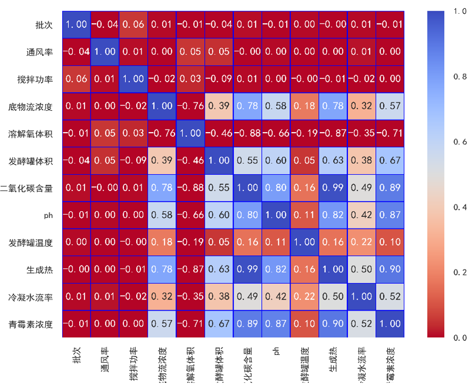 批次 1.00 −0.04 0.06 0.01 −0.01 −0.04 0.01 −0.01 0.00 −0.00 0.01 −0.01
通风率 −0.04 1.00 0.01 −0.00 0.05 0.05 −0.00 0.00 0.00 0.00 0.01 0.00
搅拌功率 0.06 0.01 1.00 −0.02 0.03 −0.09 0.01 0.00 −0.00 −0.01 −0.02 0.00
底物流浓度 0.01 −0.00 −0.02 1.00 −0.76 0.39 0.78 0.58 0.18 0.78 0.32 0.57
溶解氧体积 −0.01 0.05 0.03 −0.76 1.00 −0.46 −0.88 −0.66 −0.19 −0.87 −0.35 −0.71
发酵罐体积 −0.04 0.05 −0.09 0.39 −0.46 1.00 0.55 0.60 0.05 0.63 0.38 0.67
二氧化碳含量 0.01 −0.00 0.01 0.78 −0.88 0.55 1.00 0.80 0.16 0.99 0.49 0.89
ph −0.01 0.00 0.00 0.58 −0.66 0.60 0.80 1.00 0.11 0.82 0.42 0.87
发酵罐温度 0.00 0.00 −0.00 0.18 −0.19 0.05 0.16 0.11 1.00 0.16 0.22 0.10
生成热 −0.00 0.00 −0.01 0.78 −0.87 0.63 0.99 0.82 0.16 1.00 0.50 0.90
冷凝水流率 0.01 0.01 −0.02 0.32 −0.35 0.38 0.49 0.42 0.22 0.50 1.00 0.52
青霉素浓度 −0.01 0.00 0.00 0.57 −0.71 0.67 0.89 0.87 0.10 0.90 0.52 1.00
批次
通风率
搅拌功率
物流浓度
解氧体积
酵罐体积
化碳含量
ph
酵罐温度
生成热
凝水流率
霉素浓度
1.0
0.8
0.6
0.4
0.2
0.0